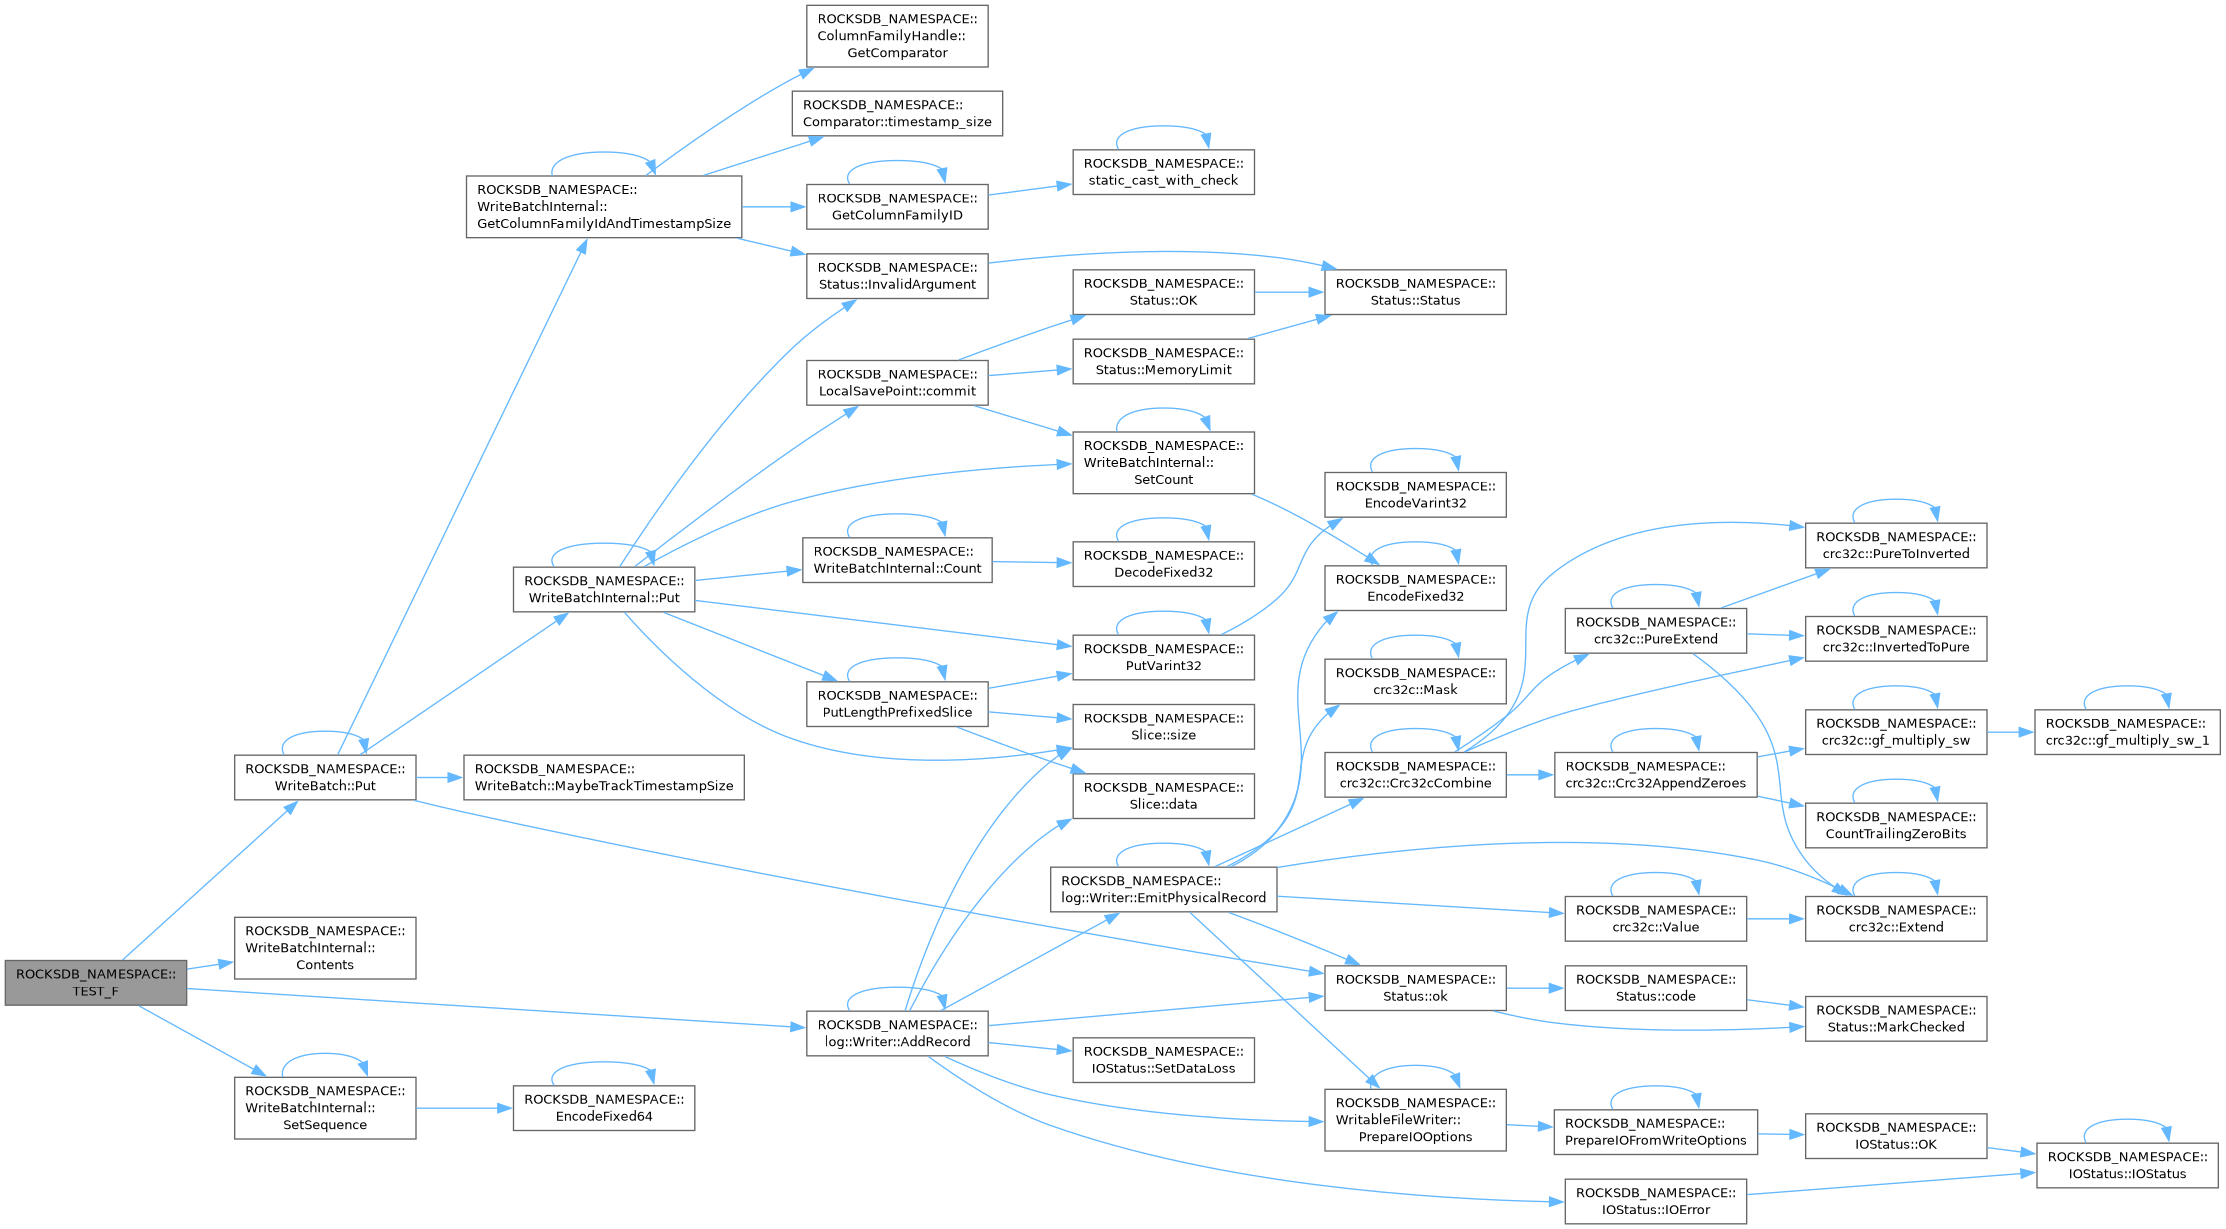 ROCKSDB_NAMESPACE::
TEST_F
ROCKSDB_NAMESPACE::
WriteBatch::Put
ROCKSDB_NAMESPACE::
WriteBatchInternal::
Contents
ROCKSDB_NAMESPACE::
WriteBatchInternal::
SetSequence
ROCKSDB_NAMESPACE::
WriteBatchInternal::
GetColumnFamilyIdAndTimestampSize
ROCKSDB_NAMESPACE::
WriteBatchInternal::Put
ROCKSDB_NAMESPACE::
WriteBatch::MaybeTrackTimestampSize
ROCKSDB_NAMESPACE::
EncodeFixed64
ROCKSDB_NAMESPACE::
ColumnFamilyHandle::
GetComparator
ROCKSDB_NAMESPACE::
Comparator::timestamp_size
ROCKSDB_NAMESPACE::
GetColumnFamilyID
ROCKSDB_NAMESPACE::
Status::InvalidArgument
ROCKSDB_NAMESPACE::
LocalSavePoint::commit
ROCKSDB_NAMESPACE::
WriteBatchInternal::Count
ROCKSDB_NAMESPACE::
PutLengthPrefixedSlice
ROCKSDB_NAMESPACE::
log::Writer::AddRecord
ROCKSDB_NAMESPACE::
static_cast_with_check
ROCKSDB_NAMESPACE::
Status::OK
ROCKSDB_NAMESPACE::
Status::MemoryLimit
ROCKSDB_NAMESPACE::
WriteBatchInternal::
SetCount
ROCKSDB_NAMESPACE::
DecodeFixed32
ROCKSDB_NAMESPACE::
PutVarint32
ROCKSDB_NAMESPACE::
Slice::size
ROCKSDB_NAMESPACE::
Slice::data
ROCKSDB_NAMESPACE::
log::Writer::EmitPhysicalRecord
ROCKSDB_NAMESPACE::
IOStatus::SetDataLoss
ROCKSDB_NAMESPACE::
Status::Status
ROCKSDB_NAMESPACE::
EncodeVarint32
ROCKSDB_NAMESPACE::
EncodeFixed32
ROCKSDB_NAMESPACE::
crc32c::Mask
ROCKSDB_NAMESPACE::
crc32c::Crc32cCombine
ROCKSDB_NAMESPACE::
Status::ok
ROCKSDB_NAMESPACE::
WritableFileWriter::
PrepareIOOptions
ROCKSDB_NAMESPACE::
crc32c::PureExtend
ROCKSDB_NAMESPACE::
crc32c::Crc32AppendZeroes
ROCKSDB_NAMESPACE::
crc32c::Value
ROCKSDB_NAMESPACE::
Status::code
ROCKSDB_NAMESPACE::
PrepareIOFromWriteOptions
ROCKSDB_NAMESPACE::
IOStatus::IOError
ROCKSDB_NAMESPACE::
crc32c::PureToInverted
ROCKSDB_NAMESPACE::
crc32c::InvertedToPure
ROCKSDB_NAMESPACE::
crc32c::gf_multiply_sw
ROCKSDB_NAMESPACE::
CountTrailingZeroBits
ROCKSDB_NAMESPACE::
crc32c::Extend
ROCKSDB_NAMESPACE::
Status::MarkChecked
ROCKSDB_NAMESPACE::
IOStatus::OK
ROCKSDB_NAMESPACE::
crc32c::gf_multiply_sw_1
ROCKSDB_NAMESPACE::
IOStatus::IOStatus